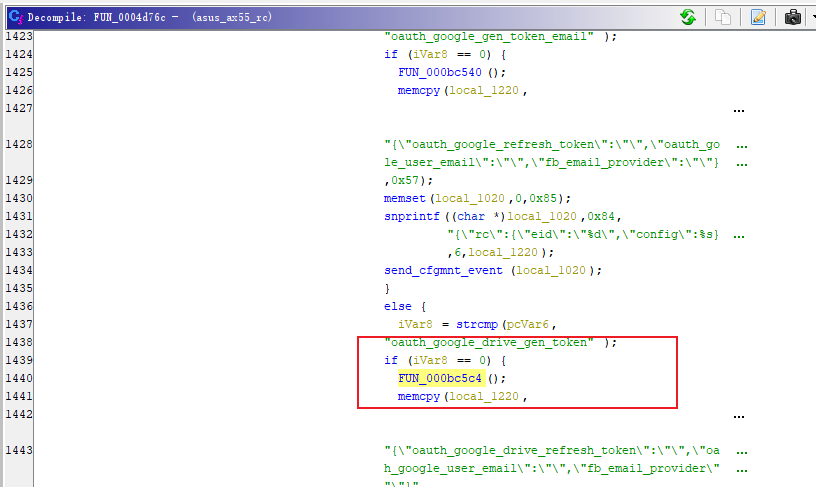 Decompile: FUN_0004d76c - (asus_ax55_rc)
1423 "oauth_google_gen_token_email" );
1424 if (iVar8 == 0) {
1425 FUN_000bc540 ();
1426 memcpy(local_1220,
1427 ...
1428 "{\"oauth_google_refresh_token\":\"\",\"oauth_go ...
le_user_email\":\"\",\"fb_email_provider\":\"\"} ...
1429 ,0x57);
1430 memset(local_1020,0,0x85);
1431 snprintf((char *)local_1020,0x84,
1432 "{\"rc\":{\"eid\":\"%d\",\"config\":%s} ...
1433 ,6,local_1220);
1434 send_cfgmnt_event (local_1020);
1435 }
1436 else {
1437 iVar8 = strcmp(pcVar6,
1438 "oauth_google_drive_gen_token" );
1439 if (iVar8 == 0) {
1440 FUN_000bc5c4 ();
1441 memcpy(local_1220,
1442 ...
1443 "{\"oauth_google_drive_refresh_token\":\"\",\"oa ...
h_google_user_email\":\"\",\"fb_email_provider\" ...